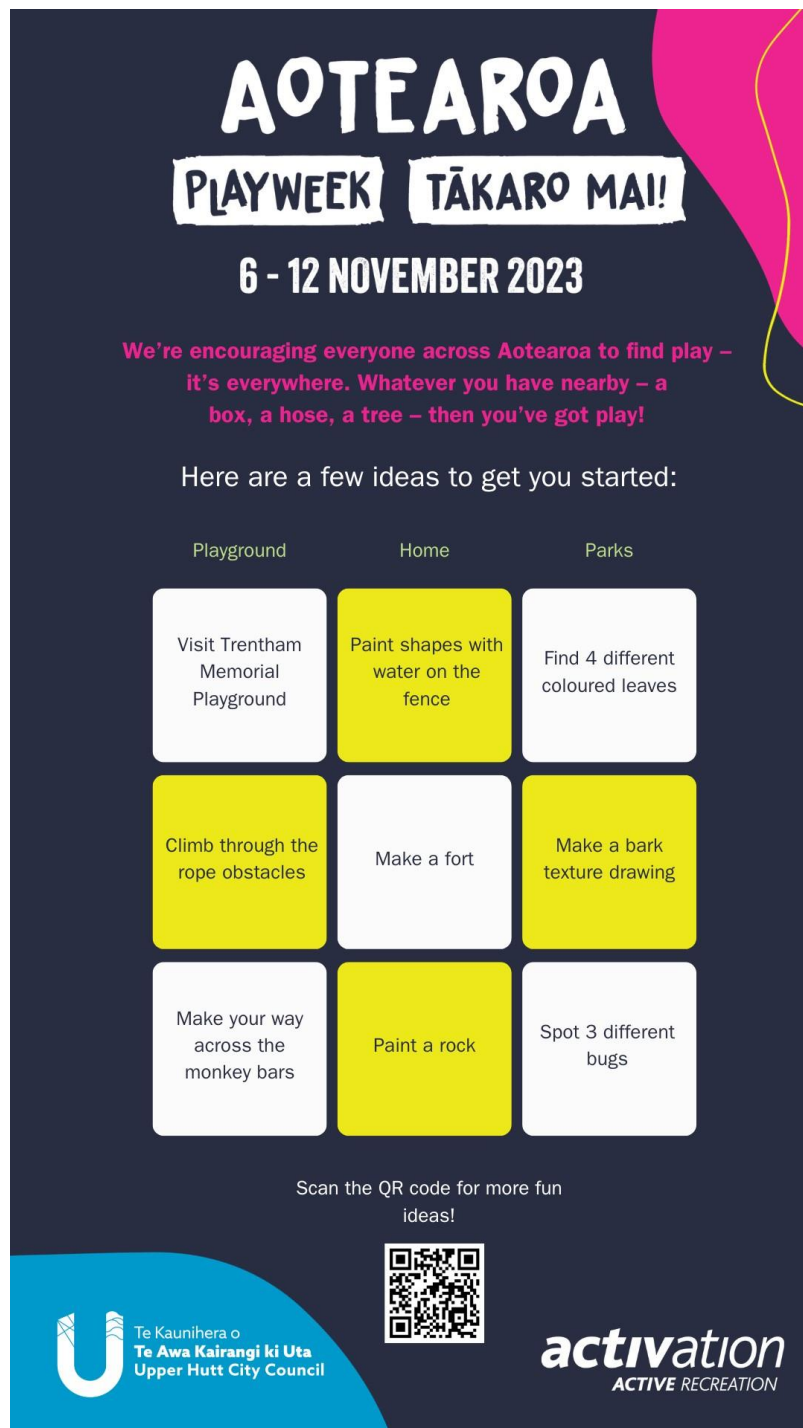 AOTEAROA
PLAYWEEK TĀKARO MAI!
6 - 12 NOVEMBER 2023
We’re encouraging everyone across Aotearoa to find play –
it’s everywhere. Whatever you have nearby – a
box, a hose, a tree – then you’ve got play!
Here are a few ideas to get you started:
Playground Home Parks
Visit Trentham
Memorial
Playground
Paint shapes with
water on the
fence
Find 4 different
coloured leaves
Climb through the
rope obstacles
Make a fort
Make a bark
texture drawing
Make your way
across the
monkey bars
Paint a rock
Spot 3 different
bugs
Scan the QR code for more fun
ideas!
Te Kaunihera o
Te Awa Kairangi ki Uta
Upper Hutt City Council
activation
ACTIVE RECREATION